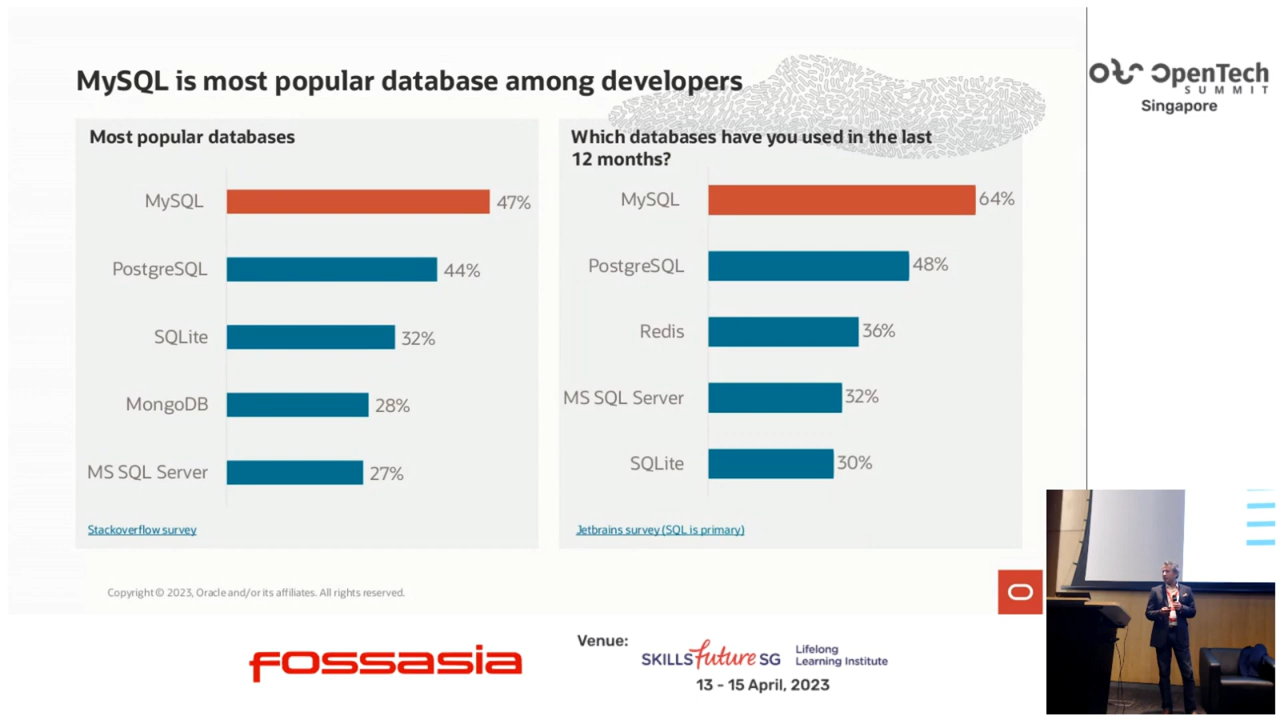 MySQL is most popular database among developers
Most popular databases
MySQL 47%
PostgreSQL 44%
SQLite 32%
MongoDB 28%
MS SQL Server 27%
Stackoverflow survey
Which databases have you used in the last
12 months?
MySQL 64%
PostgreSQL 48%
Redis 36%
MS SQL Server 32%
SQLite 30%
Jetbrains survey (SQL is primary)
Copyright © 2023, Oracle and/or its affiliates. All rights reserved.
OpenTech
SUMMIT
Singapore
fossasia
Venue:
SKILLS future SG
Lifelong
Learning Institute
13 - 15 April, 2023